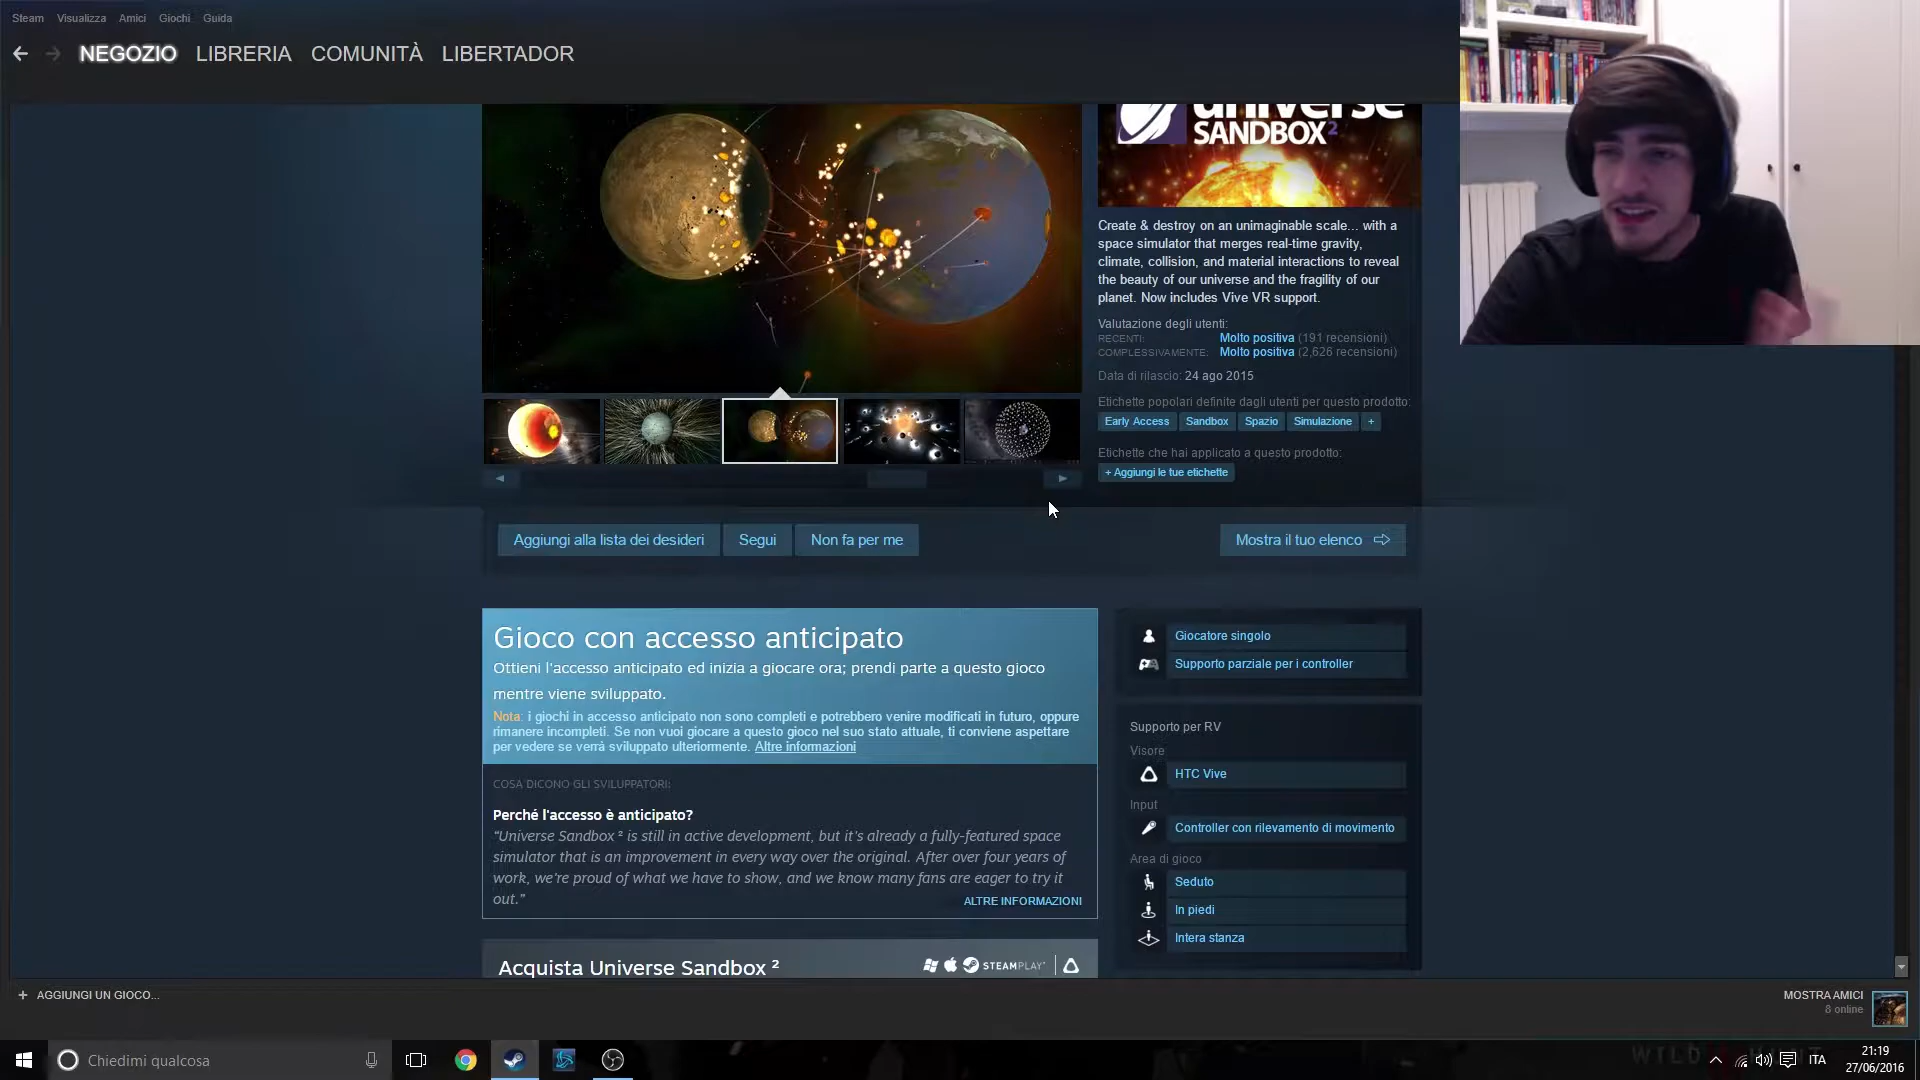 Steam Visualizza Amici Giochi Guida
NEGOZIO LIBRERIA COMUNITÀ LIBERTADOR
universe
SANDBOX²
Create & destroy on an unimaginable scale... with a
space simulator that merges real-time gravity,
climate, collision, and material interactions to reveal
the beauty of our universe and the fragility of our
planet. Now includes Vive VR support.
Valutazione degli utenti:
RECENTI: Molto positiva (191 recensioni)
COMPLESSIVAMENTE: Molto positiva (2,626 recensioni)
Data di rilascio: 24 ago 2015
Etichette popolari definite dagli utenti per questo prodotto:
Early Access Sandbox Spazio Simulazione +
Etichette che hai applicato a questo prodotto:
+ Aggiungi le tue etichette
Aggiungi alla lista dei desideri Segui Non fa per me Mostra il tuo elenco
Gioco con accesso anticipato
Ottieni l'accesso anticipato ed inizia a giocare ora; prendi parte a questo gioco
mentre viene sviluppato.
Nota: i giochi in accesso anticipato non sono completi e potrebbero venire modificati in futuro, oppure
rimanere incompleti. Se non vuoi giocare a questo gioco nel suo stato attuale, ti conviene aspettare
per vedere se verrà sviluppato ulteriormente. Altre informazioni
COSA DICONO GLI SVILUPPATORI:
Perché l'accesso è anticipato?
“Universe Sandbox ² is still in active development, but it's already a fully-featured space
simulator that is an improvement in every way over the original. After over four years of
work, we're proud of what we have to show, and we know many fans are eager to try it
out.”
ALTRE INFORMAZIONI
Giocatore singolo
Supporto parziale per i controller
Supporto per RV
Visore
HTC Vive
Input
Controller con rilevamento di movimento
Area di gioco
Seduto
In piedi
Intera stanza
Acquista Universe Sandbox ² STEAMPLAY
+ AGGIUNGI UN GIOCO...
MOSTRA AMICI
8 online
Chiedimi qualcosa
ITA
21:19
27/06/2016